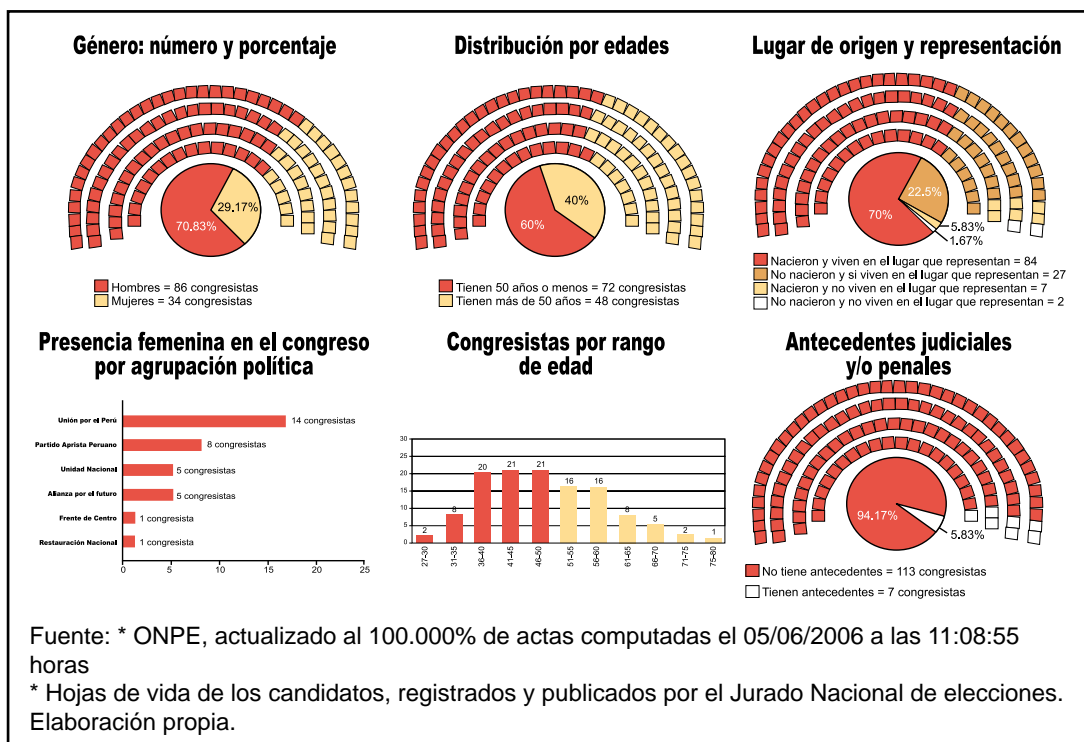 Género: número y porcentaje
70.83%
29.17%
Hombres = 86 congresistas
Mujeres = 34 congresistas
Distribución por edades
60%
40%
Tienen 50 años o menos = 72 congresistas
Tienen más de 50 años = 48 congresistas
Lugar de origen y representación
70%
22.5%
5.83%
1.67%
Nacieron y viven en el lugar que representan = 84
No nacieron y si viven en el lugar que representan = 27
Nacieron y no viven en el lugar que representan = 7
No nacieron y no viven en el lugar que representan = 2
Presencia femenina en el congreso
por agrupación política
Unión por el Perú
14 congresistas
Partido Aprista Peruano
8 congresistas
Unidad Nacional
5 congresistas
Alianza por el futuro
5 congresistas
Frente de Centro
1 congresista
Restauración Nacional
1 congresista
0 5 10 15 20 25
Congresistas por rango
de edad
30
25
20
15
10
5
0
2 8 20 21 21 16 16 8 5 2 1
27-30 31-35 36-40 41-45 46-50 51-55 56-60 61-65 66-70 71-75 75-80
Antecedentes judiciales
y/o penales
94.17%
5.83%
No tiene antecedentes = 113 congresistas
Tienen antecedentes = 7 congresistas
Fuente: * ONPE, actualizado al 100.000% de actas computadas el 05/06/2006 a las 11:08:55
horas
* Hojas de vida de los candidatos, registrados y publicados por el Jurado Nacional de elecciones.
Elaboración propia.